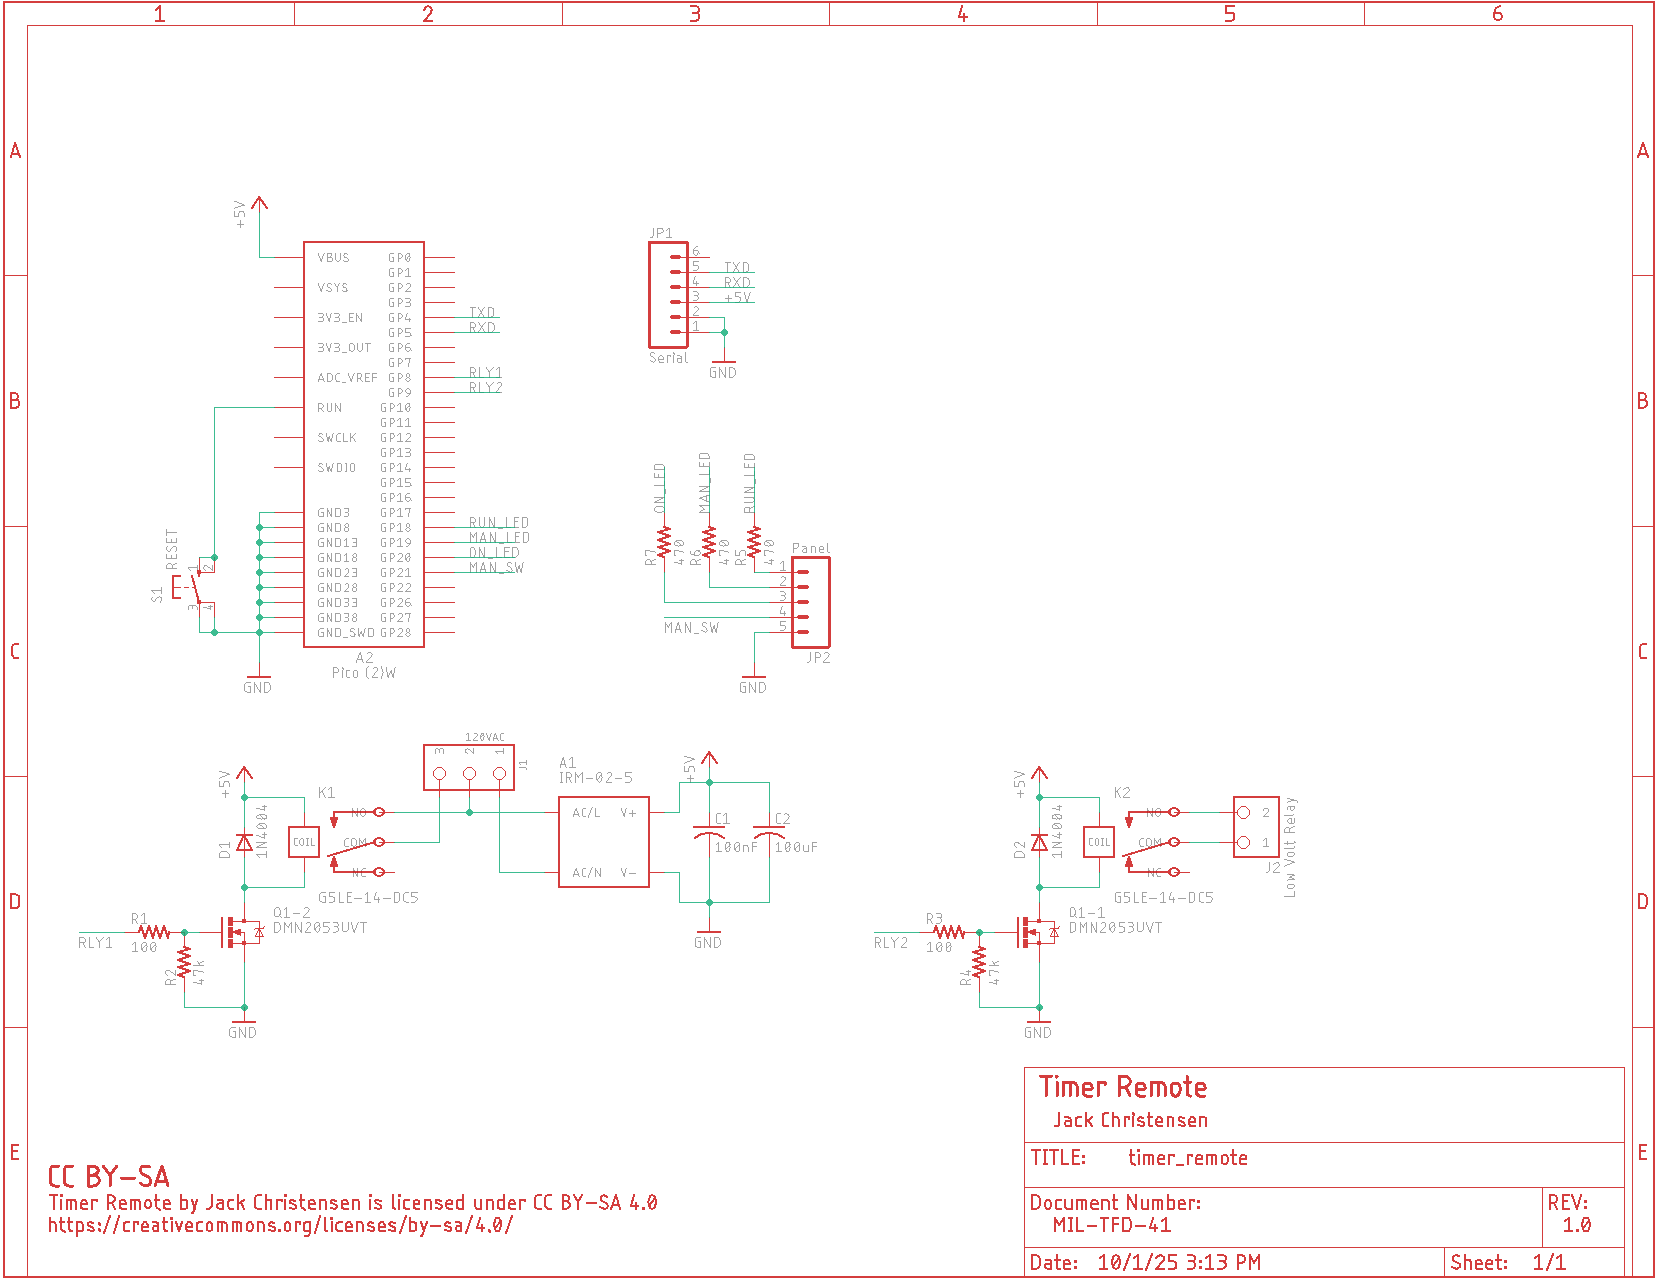 1 2 3 4 5 6
A A
B B
C C
D D
E E
+5V
VBUS GP0
GP1
VSYS GP2
GP3
3V3_EN GP4 TXD
GP5 RXD
3V3_OUT GP6
GP7
ADC_VREF GP8 RLY1
GP9 RLY2
RUN GP10
GP11
SWCLK GP12
GP13
SWDIO GP14
GP15
GP16
GND3 GP17
GND8 GP18 RUN_LED
GND13 GP19 MAN_LED
GND18 GP20 ON_LED
GND23 GP21 MAN_SW
GND28 GP22
GND33 GP26
GND38 GP27
GND_SWD GP28
A2
Pico (2)W
GND
S1
RESET
1
2
3
4
JP1
6
5 TXD
4 RXD
3 +5V
2
1
Serial
GND
ON_LED MAN_LED RUN_LED
R7 470 R6 470 R5 470
Panel
1
2
3
4
5
MAN_SW
JP2
GND
+5V
K1
D1
1N4004
COIL
NO
COM
NC
G5LE-14-DC5
Q1-2
DMN2053UVT
R1
100
RLY1
R2
47k
GND
120VAC
3 2 1
J1
A1
IRM-02-5
AC/L V+
AC/N V-
+5V
C1
100nF
C2
100uF
GND
+5V
K2
D2
1N4004
COIL
NO
COM
NC
G5LE-14-DC5
Q1-1
DMN2053UVT
R3
100
RLY2
R4
47k
GND
2
1
J2
Low Volt Relay
Timer Remote
Jack Christensen
TITLE: timer_remote
Document Number:
MIL-TFD-41
REV:
1.0
Date: 10/1/25 3:13 PM
Sheet: 1/1
CC BY-SA
Timer Remote by Jack Christensen is licensed under CC BY-SA 4.0
https://creativecommons.org/licenses/by-sa/4.0/